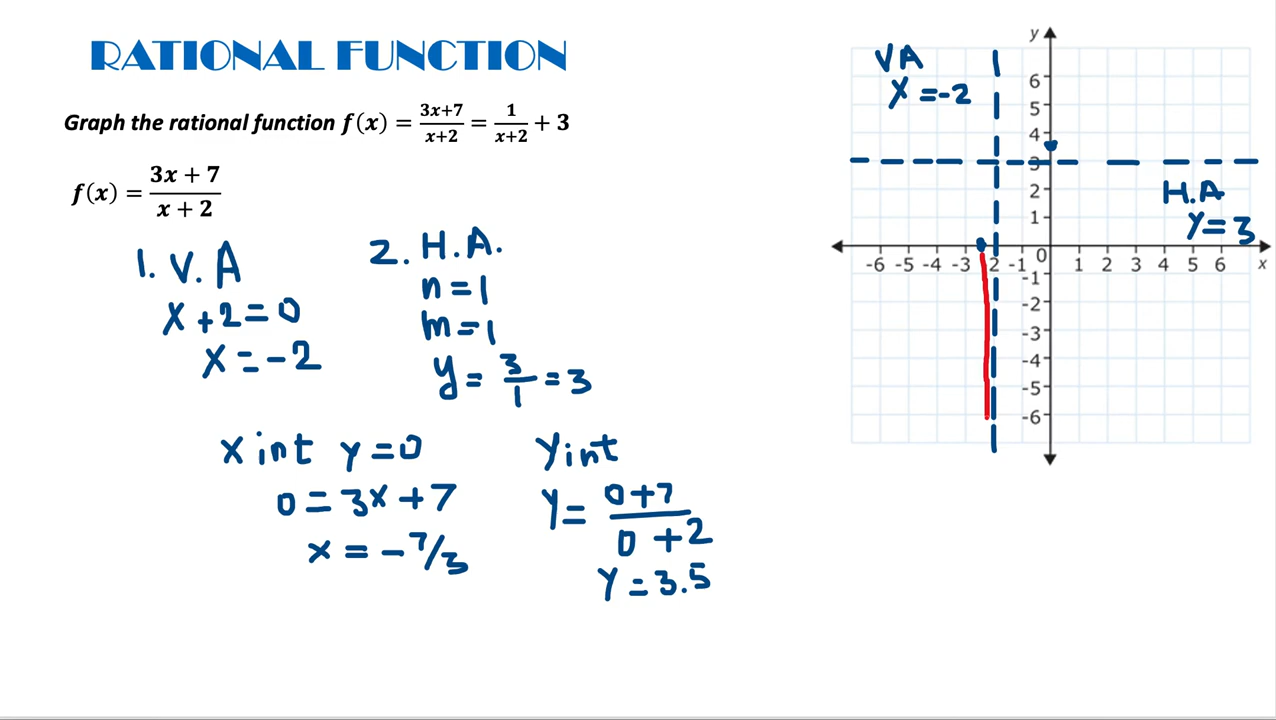 RATIONAL FUNCTION
Graph the rational function f(x) = (3x+7)/(x+2) = 1/(x+2) + 3
f(x) = (3x + 7)/(x + 2)
1. V. A
x + 2 = 0
x = -2
2. H. A.
n = 1
m = 1
y = 3/1 = 3
x int y = 0
0 = 3x + 7
x = -7/3
Y int
Y = (0+7)/(0+2)
Y = 3.5
y
VA
X = -2
6
5
4
3
2
1
H.A
Y = 3
0
-6 -5 -4 -3 2 -1 1 2 3 4 5 6 x
-1
-2
-3
-4
-5
-6